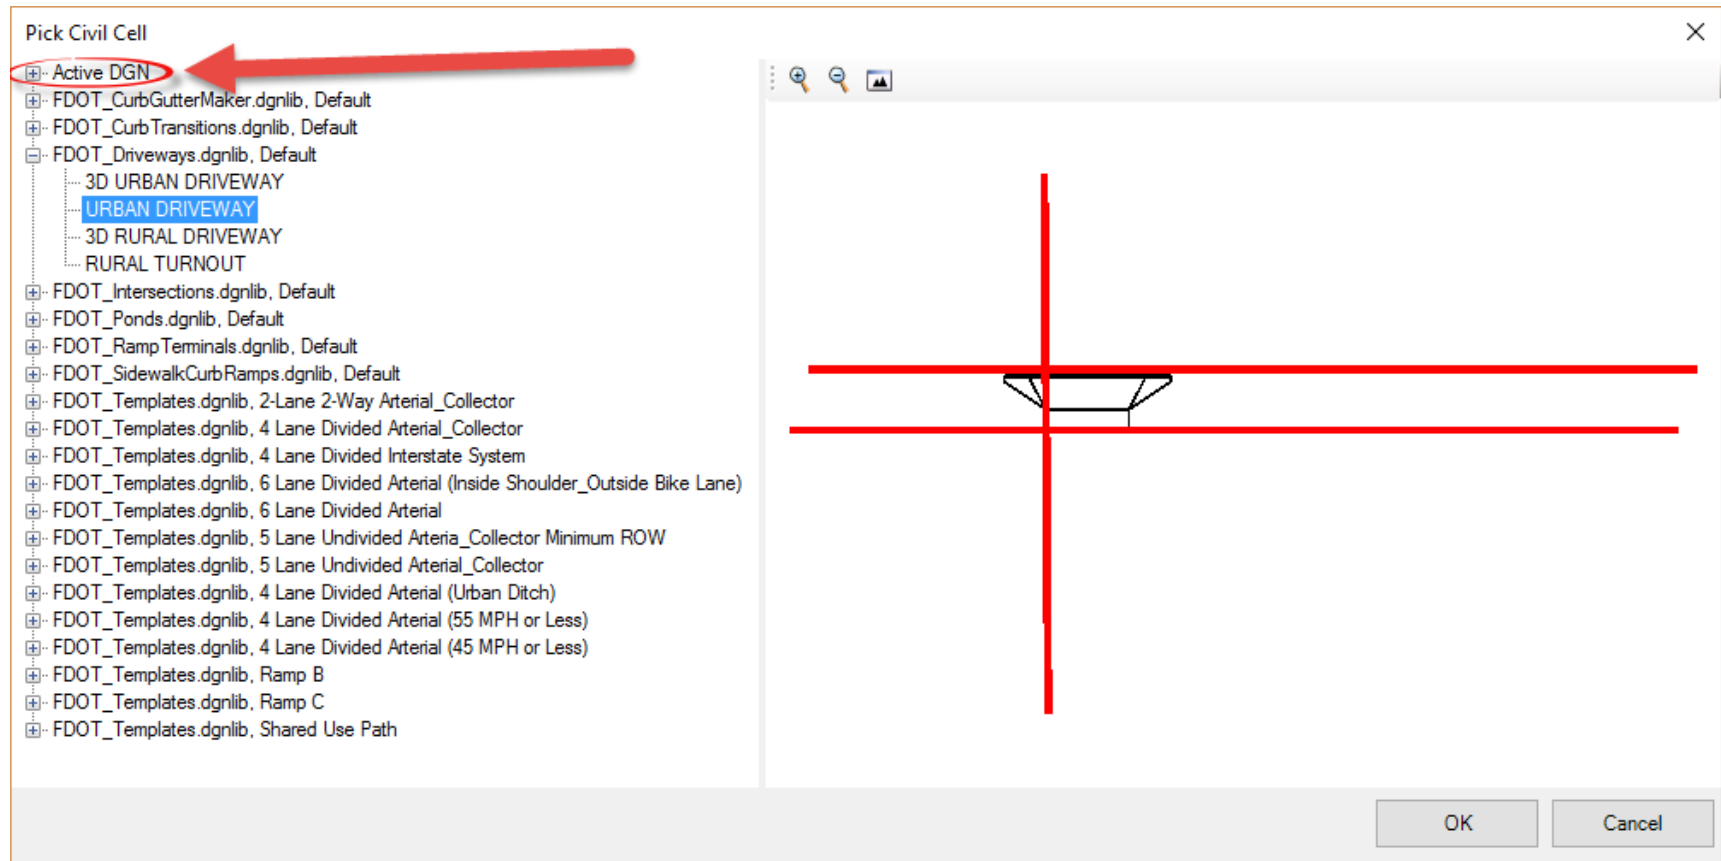 Pick Civil Cell
Active DGN
FDOT_CurbGutterMaker.dgnlib, Default
FDOT_CurbTransitions.dgnlib, Default
FDOT_Driveways.dgnlib, Default
3D URBAN DRIVEWAY
URBAN DRIVEWAY
3D RURAL DRIVEWAY
RURAL TURNOUT
FDOT_Intersections.dgnlib, Default
FDOT_Ponds.dgnlib, Default
FDOT_RampTerminals.dgnlib, Default
FDOT_SidewalkCurbRamps.dgnlib, Default
FDOT_Templates.dgnlib, 2-Lane 2-Way Arterial_Collector
FDOT_Templates.dgnlib, 4 Lane Divided Arterial_Collector
FDOT_Templates.dgnlib, 4 Lane Divided Interstate System
FDOT_Templates.dgnlib, 6 Lane Divided Arterial (Inside Shoulder_Outside Bike Lane)
FDOT_Templates.dgnlib, 6 Lane Divided Arterial
FDOT_Templates.dgnlib, 5 Lane Undivided Arteria_Collector Minimum ROW
FDOT_Templates.dgnlib, 5 Lane Undivided Arterial_Collector
FDOT_Templates.dgnlib, 4 Lane Divided Arterial (Urban Ditch)
FDOT_Templates.dgnlib, 4 Lane Divided Arterial (55 MPH or Less)
FDOT_Templates.dgnlib, 4 Lane Divided Arterial (45 MPH or Less)
FDOT_Templates.dgnlib, Ramp B
FDOT_Templates.dgnlib, Ramp C
FDOT_Templates.dgnlib, Shared Use Path
OK
Cancel